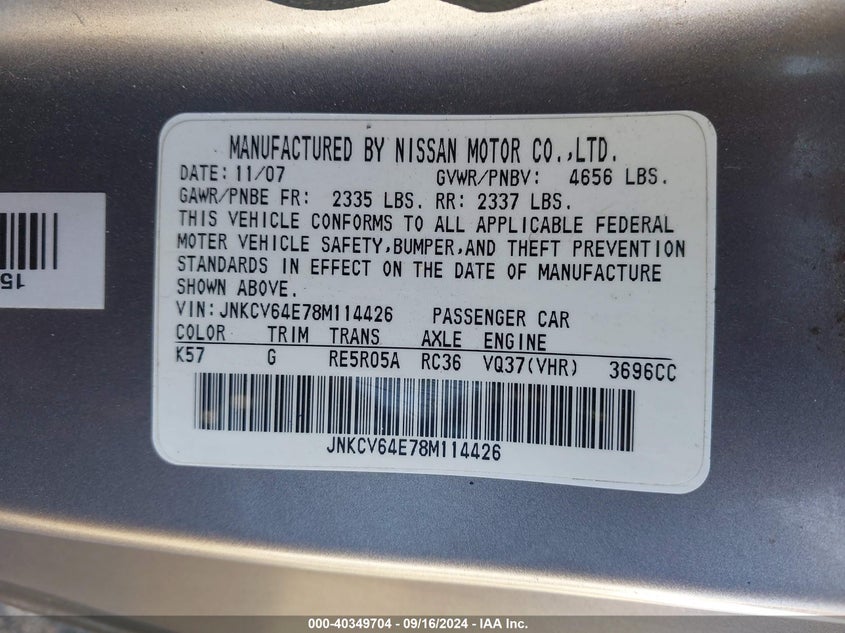 MANUFACTURED BY NISSAN MOTOR CO.,LTD.
DATE: 11/07 GVWR/PNBV: 4656 LBS.
GAWR/PNBE FR: 2335 LBS. RR: 2337 LBS.
THIS VEHICLE CONFORMS TO ALL APPLICABLE FEDERAL
MOTER VEHICLE SAFETY,BUMPER,AND THEFT PREVENTION
STANDARDS IN EFFECT ON THE DATE OF MANUFACTURE
SHOWN ABOVE.
VIN: JNKCV64E78M114426 PASSENGER CAR
COLOR TRIM TRANS AXLE ENGINE
K57 G RE5R05A RC36 VQ37(VHR) 3696CC
JNKCV64E78M114426
15
000-40349704 - 09/16/2024 - IAA Inc.